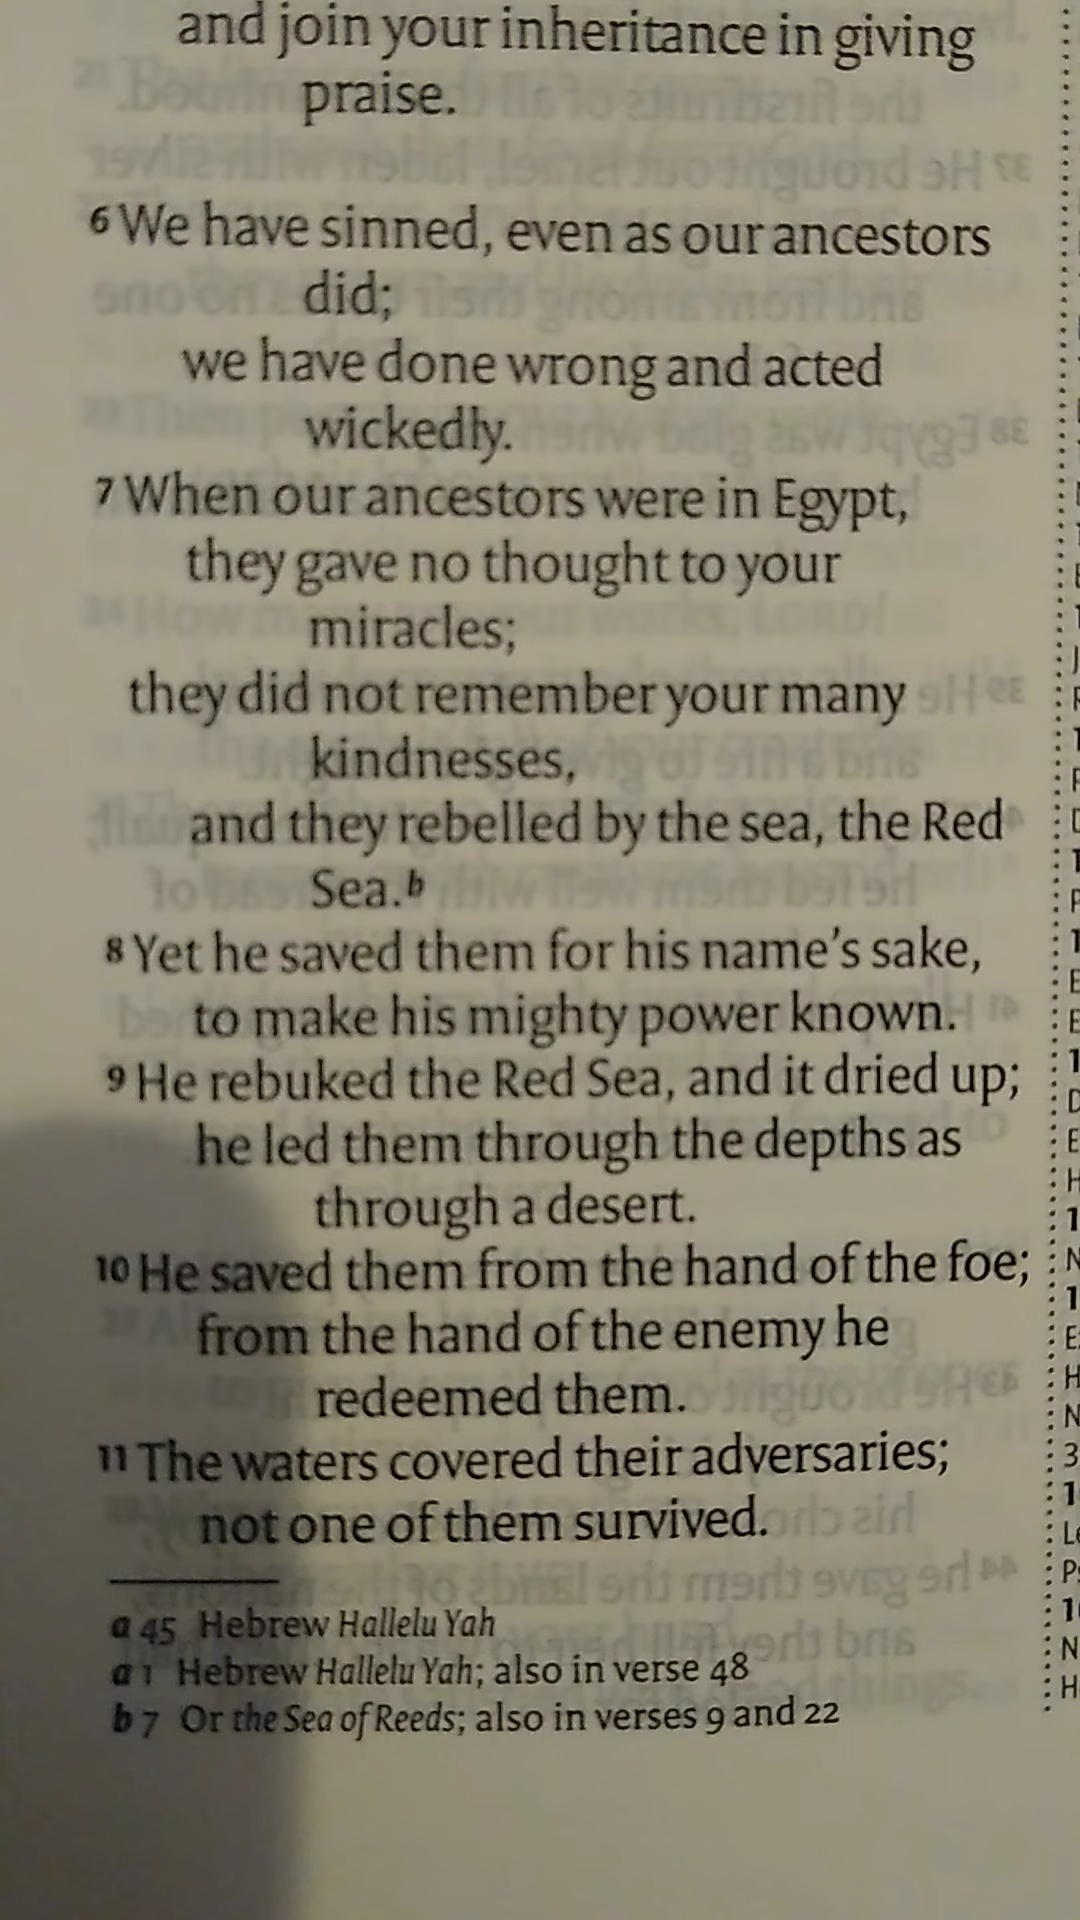 and join your inheritance in giving
praise.
6 We have sinned, even as our ancestors
did;
we have done wrong and acted
wickedly.
7 When our ancestors were in Egypt,
they gave no thought to your
miracles;
they did not remember your many
kindnesses,
and they rebelled by the sea, the Red
Sea.b
8 Yet he saved them for his name’s sake,
to make his mighty power known.
9 He rebuked the Red Sea, and it dried up;
he led them through the depths as
through a desert.
10 He saved them from the hand of the foe;
from the hand of the enemy he
redeemed them.
11 The waters covered their adversaries;
not one of them survived.
a 45 Hebrew Hallelu Yah
a 1 Hebrew Hallelu Yah; also in verse 48
b 7 Or the Sea of Reeds; also in verses 9 and 22